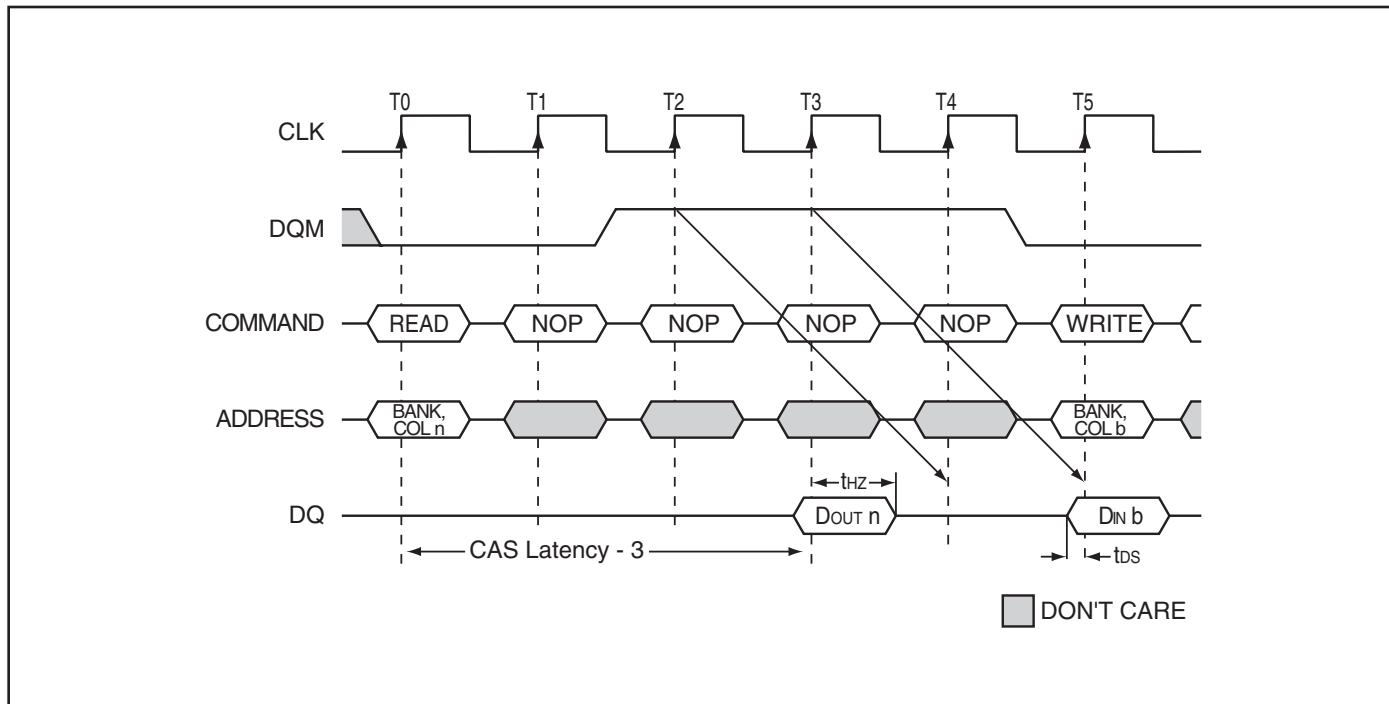 T0 T1 T2 T3 T4 T5
CLK
DQM
COMMAND READ NOP NOP NOP NOP WRITE
ADDRESS BANK, COL n BANK, COL b
tHZ
DQ DOUT n DIN b
CAS Latency - 3 tDS
DON'T CARE